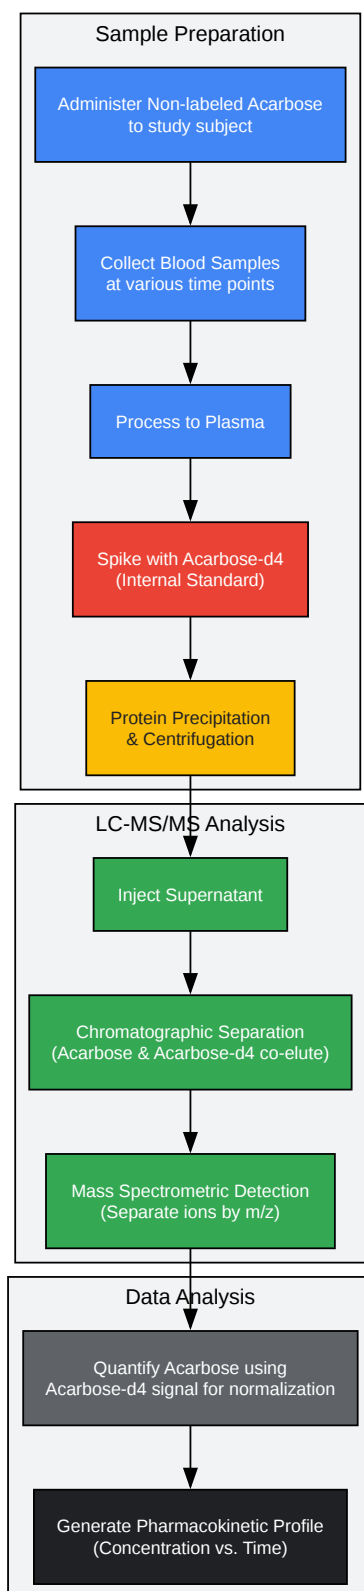 Sample Preparation
Administer Non-labeled Acarbose
to study subject
Collect Blood Samples
at various time points
Process to Plasma
Spike with Acarbose-d4
(Internal Standard)
Protein Precipitation
& Centrifugation
LC-MS/MS Analysis
Inject Supernatant
Chromatographic Separation
(Acarbose & Acarbose-d4 co-elute)
Mass Spectrometric Detection
(Separate ions by m/z)
Data Analysis
Quantify Acarbose using
Acarbose-d4 signal for normalization
Generate Pharmacokinetic Profile
(Concentration vs. Time)